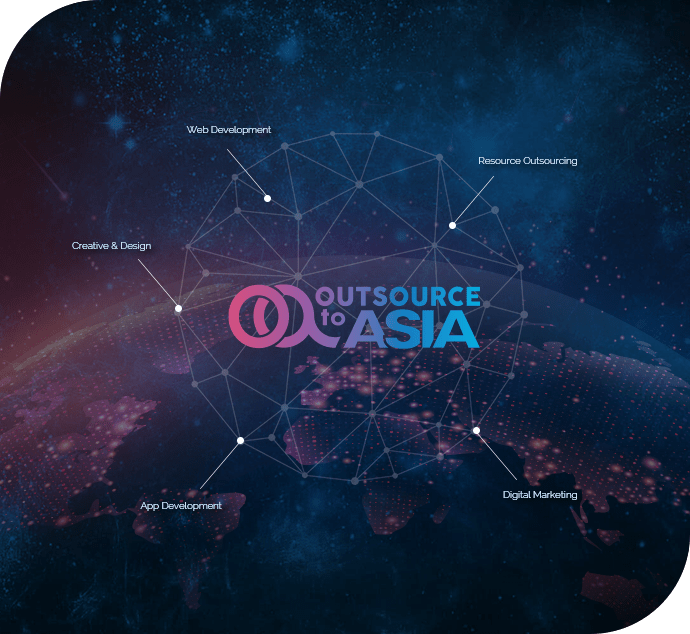 Web Development
Resource Outsourcing
Creative & Design
OUTSOURCE
to ASIA
App Development
Digital Marketing